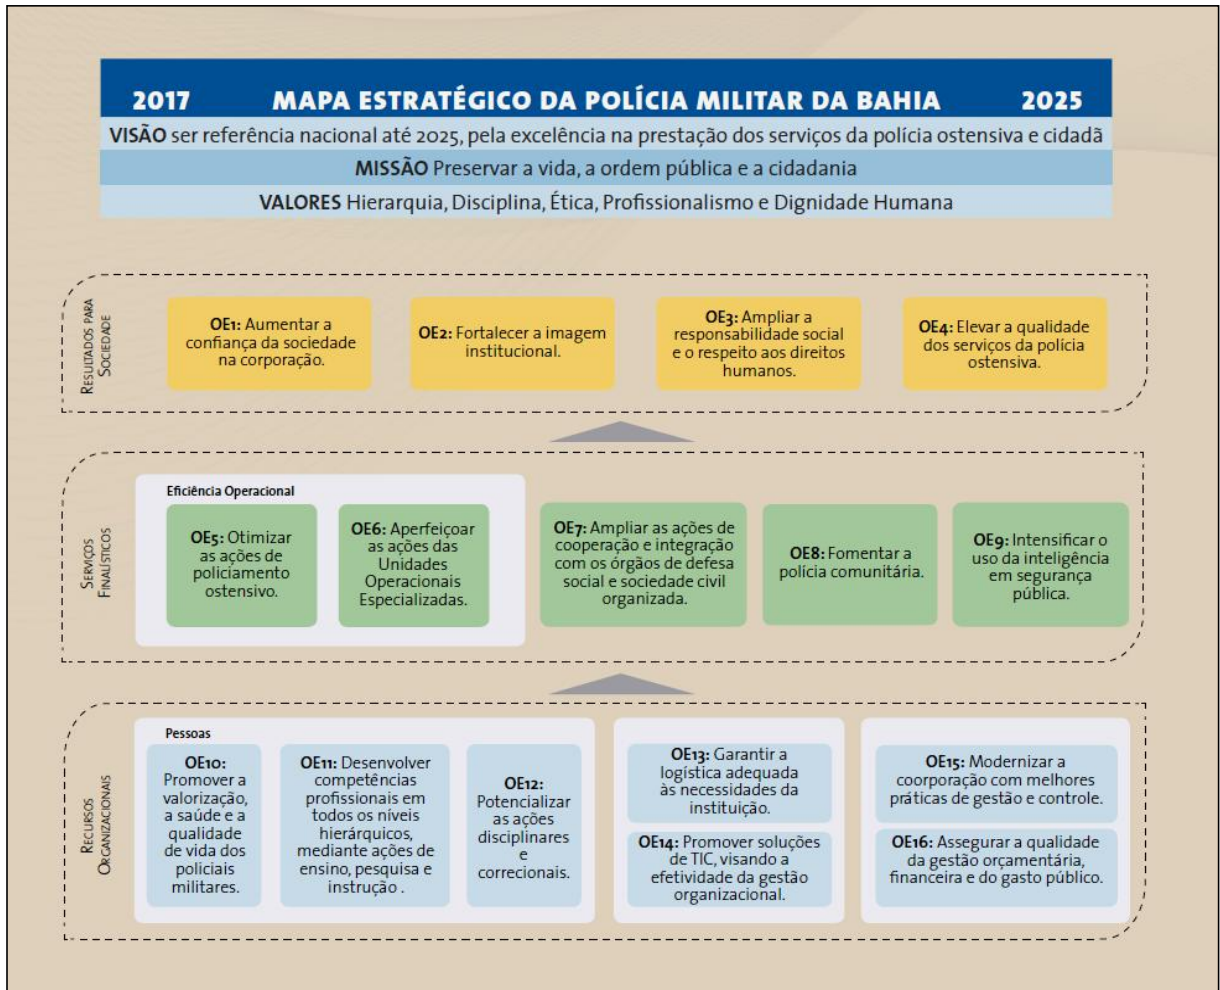 2017 MAPA ESTRATÉGICO DA POLÍCIA MILITAR DA BAHIA 2025
VISÃO ser referência nacional até 2025, pela excelência na prestação dos serviços da polícia ostensiva e cidadã
MISSÃO Preservar a vida, a ordem pública e a cidadania
VALORES Hierarquia, Disciplina, Ética, Profissionalismo e Dignidade Humana
RESULTADOS PARA
SOCIEDADE
OE1: Aumentar a
confiança da sociedade
na corporação.
OE2: Fortalecer a imagem
institucional.
OE3: Ampliar a
responsabilidade social
e o respeito aos direitos
humanos.
OE4: Elevar a qualidade
dos serviços da polícia
ostensiva.
SERVIÇOS
FINALÍSTICOS
Eficiência Operacional
OE5: Otimizar
as ações de
policiamento
ostensivo.
OE6: Aperfeiçoar
as ações das
Unidades
Operacionais
Especializadas.
OE7: Ampliar as ações de
cooperação e integração
com os órgãos de defesa
social e sociedade civil
organizada.
OE8: Fomentar a
polícia comunitária.
OE9: Intensificar o
uso da inteligência
em segurança
pública.
RECURSOS
ORGANIZACIONAIS
Pessoas
OE10:
Promover a
valorização,
a saúde e a
qualidade
de vida dos
policiais
militares.
OE11: Desenvolver
competências
profissionais em
todos os níveis
hierárquicos,
mediante ações de
ensino, pesquisa e
instrução .
OE12:
Potencializar
as ações
disciplinares
e
correcionais.
OE13: Garantir a
logística adequada
às necessidades da
instituição.
OE14: Promover soluções
de TIC, visando a
efetividade da gestão
organizacional.
OE15: Modernizar a
coorporação com melhores
práticas de gestão e controle.
OE16: Assegurar a qualidade
da gestão orçamentária,
financeira e do gasto público.